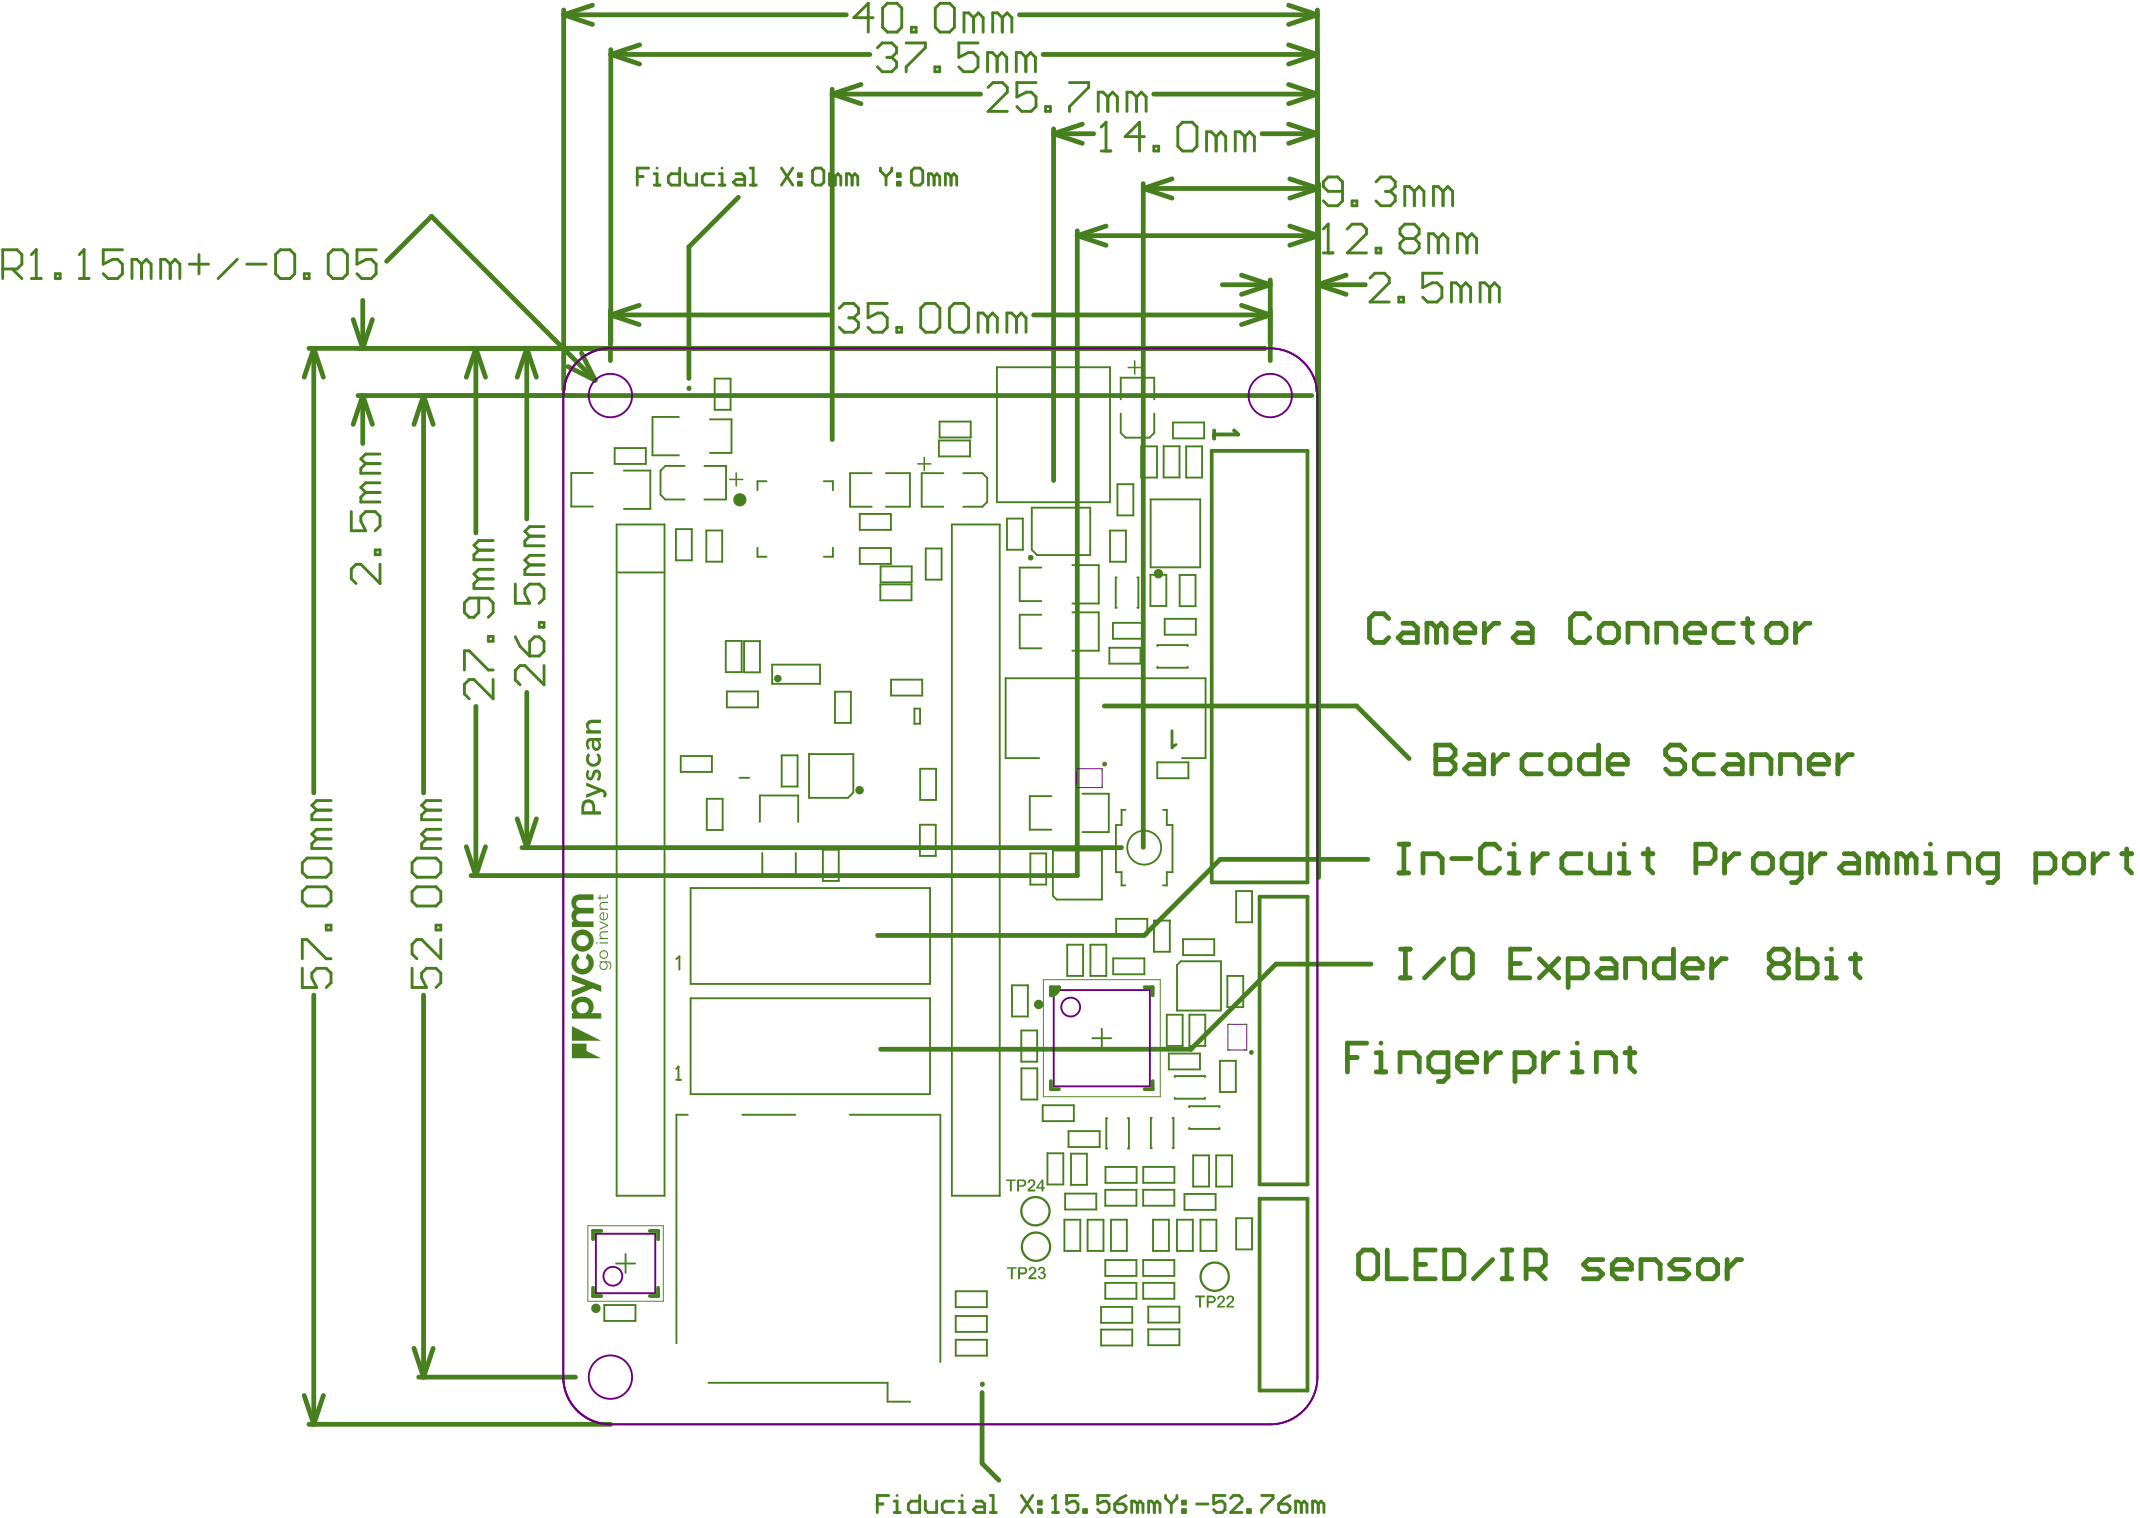 40.0mm
37.5mm
25.7mm
14.0mm
Fiducial X:0mm Y:0mm
9.3mm
12.8mm
R1.15mm+/-0.05
2.5mm
35.00mm
1
2.5mm
27.9mm
26.5mm
Camera Connector
Pyscan
1
Barcode Scanner
57.00mm
52.00mm
In-Circuit Programming port
pycom
go invent
1
I/O Expander 8bit
1
Fingerprint
TP24
TP23
TP22
OLED/IR sensor
Fiducial X:15.56mmY:-52.76mm